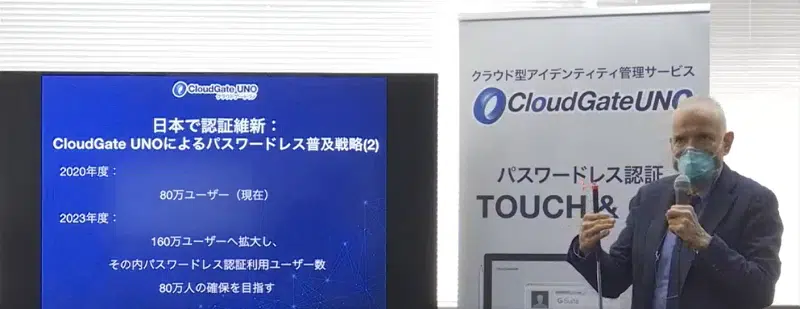 CloudGate UNO
日本で認証維新：
CloudGate UNOによるパスワードレス普及戦略(2)
2020年度：
80万ユーザー（現在）
2023年度：
160万ユーザーへ拡大し、
その内パスワードレス認証利用ユーザー数
80万人の確保を目指す
クラウド型アイデンティティ管理サービス
CloudGate UNO
パスワードレス認証
TOUCH &
G-Suite